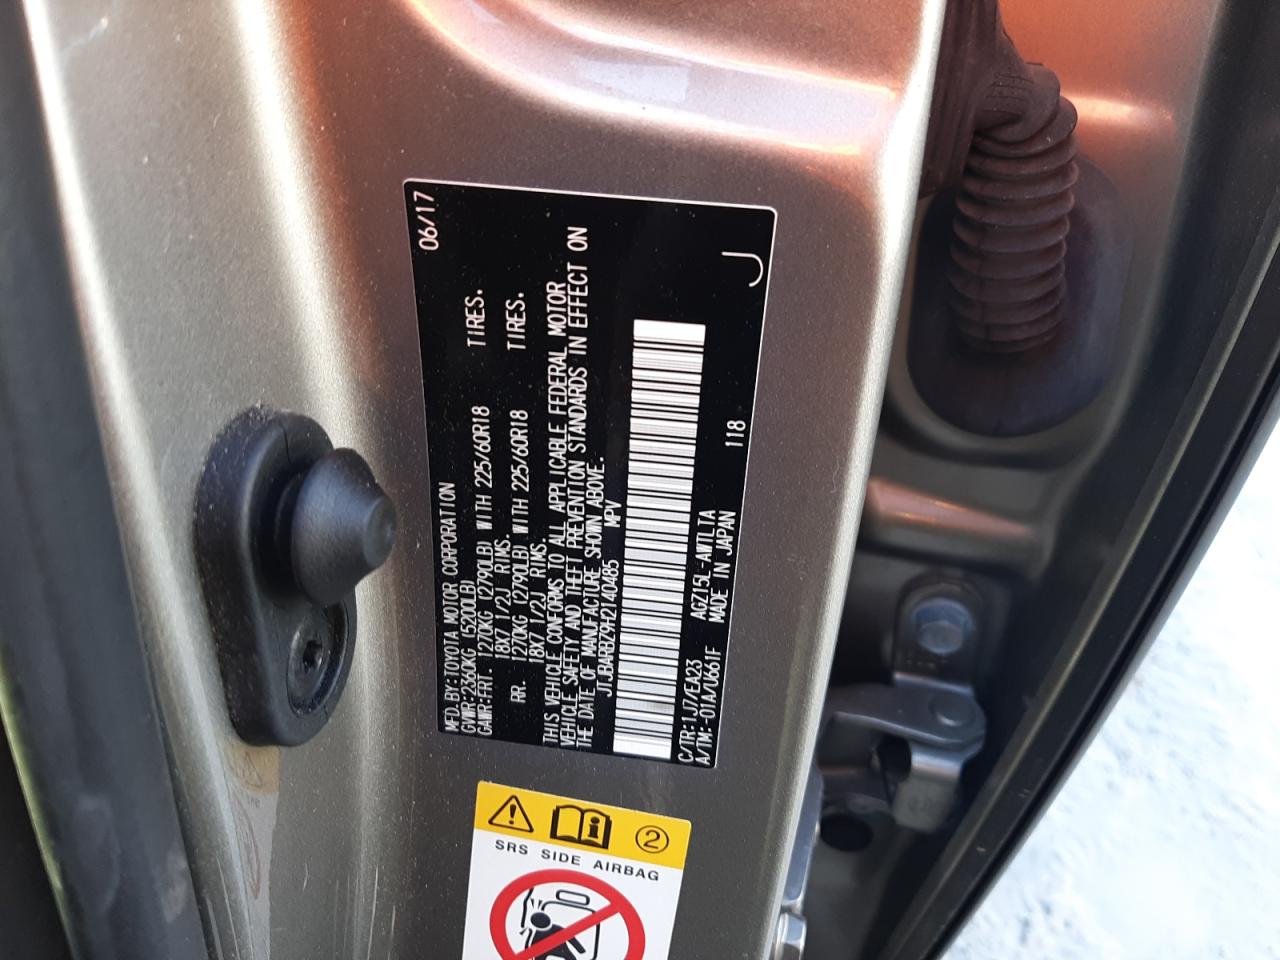 MFD.BY:TOYOTA MOTOR CORPORATION 06/17
GVWR:2360KG (5200LB)
GAWR:FRT. 1270KG (2790LB) WITH 225/60R18 TIRES.
18X7 1/2J RIMS.
RR. 1270KG (2790LB) WITH 225/60R18 TIRES.
18X7 1/2J RIMS.
THIS VEHICLE CONFORMS TO ALL APPLICABLE FEDERAL MOTOR
VEHICLE SAFETY AND THEFT PREVENTION STANDARDS IN EFFECT ON
THE DATE OF MANUFACTURE SHOWN ABOVE.
JTJBARBZ9H2140485 MPV
C/TR:1J7/EA23 AGZ15L-AWTLTA 118 J
A/TM:-01A/U661F MADE IN JAPAN
2
SRS SIDE AIRBAG